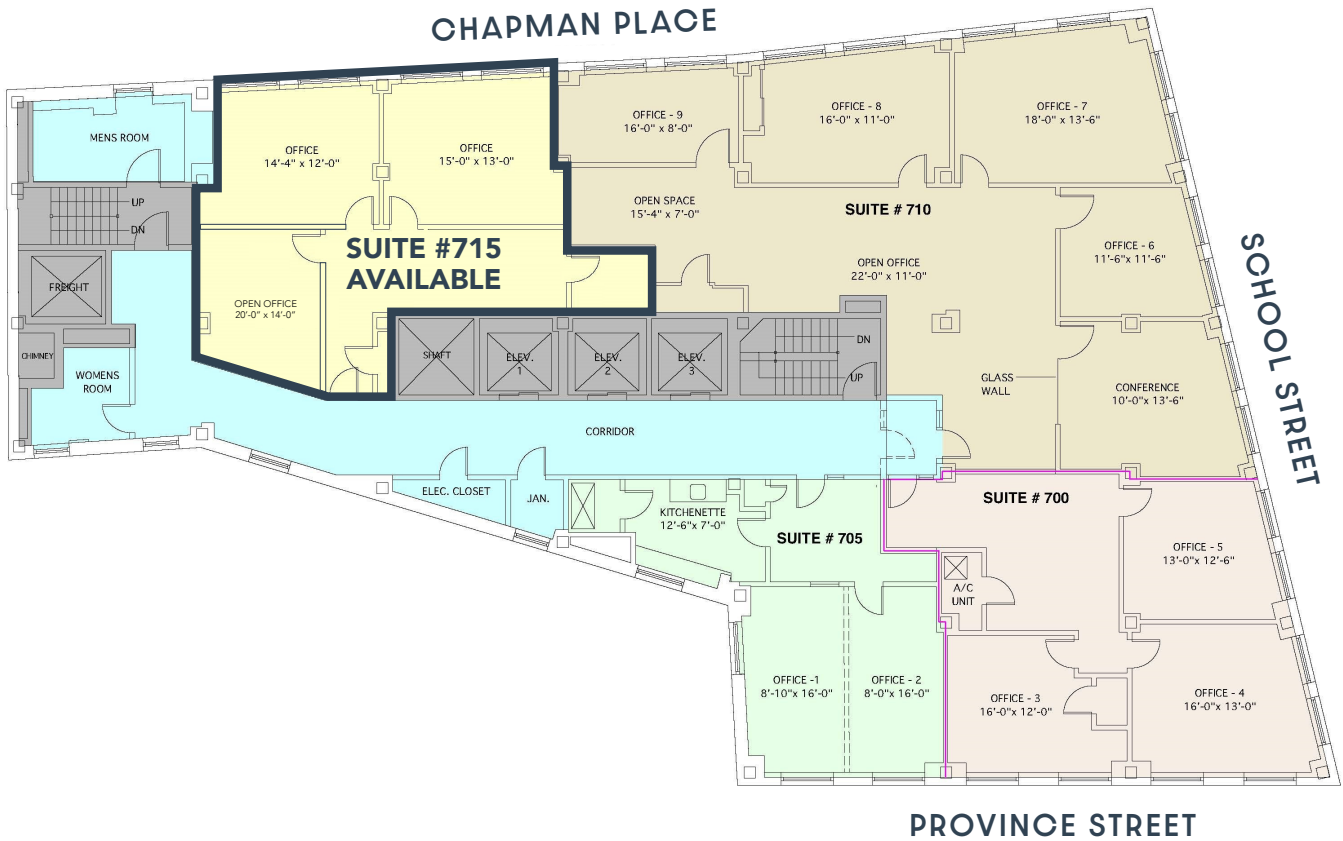 CHAPMAN PLACE
MENS ROOM
OFFICE
14'-4" x 12'-0"
OFFICE
15'-0" x 13'-0"
OFFICE - 9
16'-0" x 8'-0"
OFFICE - 8
16'-0" x 11'-0"
OFFICE - 7
18'-0" x 13'-6"
UP
DN
OPEN SPACE
15'-4" x 7'-0"
SUITE # 710
SUITE #715
AVAILABLE
OFFICE - 6
11'-6"x 11'-6"
OPEN OFFICE
22'-0" x 11'-0"
SCHOOL STREET
FREIGHT
OPEN OFFICE
20'-0" x 14'-0"
CHIMNEY
SHAFT
ELEV.
1
ELEV.
2
ELEV.
3
DN
UP
WOMENS
ROOM
GLASS
WALL
CONFERENCE
10'-0"x 13'-6"
CORRIDOR
ELEC. CLOSET
JAN.
KITCHENETTE
12'-6"x 7'-0"
SUITE # 705
SUITE # 700
OFFICE - 5
13'-0"x 12'-6"
A/C
UNIT
OFFICE -1
8'-10"x 16'-0"
OFFICE - 2
8'-0"x 16'-0"
OFFICE - 3
16'-0"x 12'-0"
OFFICE - 4
16'-0"x 13'-0"
PROVINCE STREET